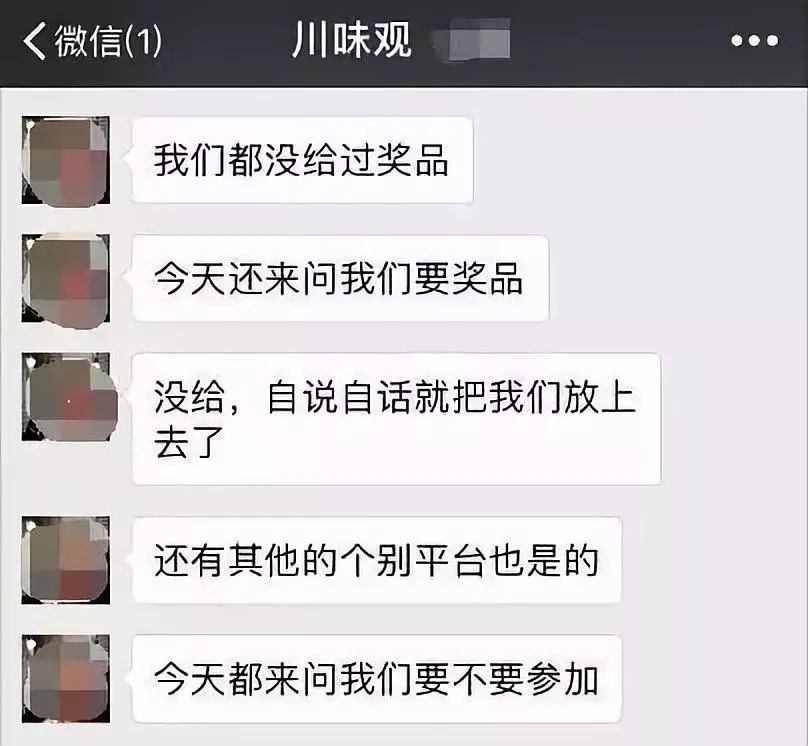 微信(1)
川味观
我们都没给过奖品
今天还来问我们要奖品
没给，自说自话就把我们放上
去了
还有其他的个别平台也是的
今天都来问我们要不要参加